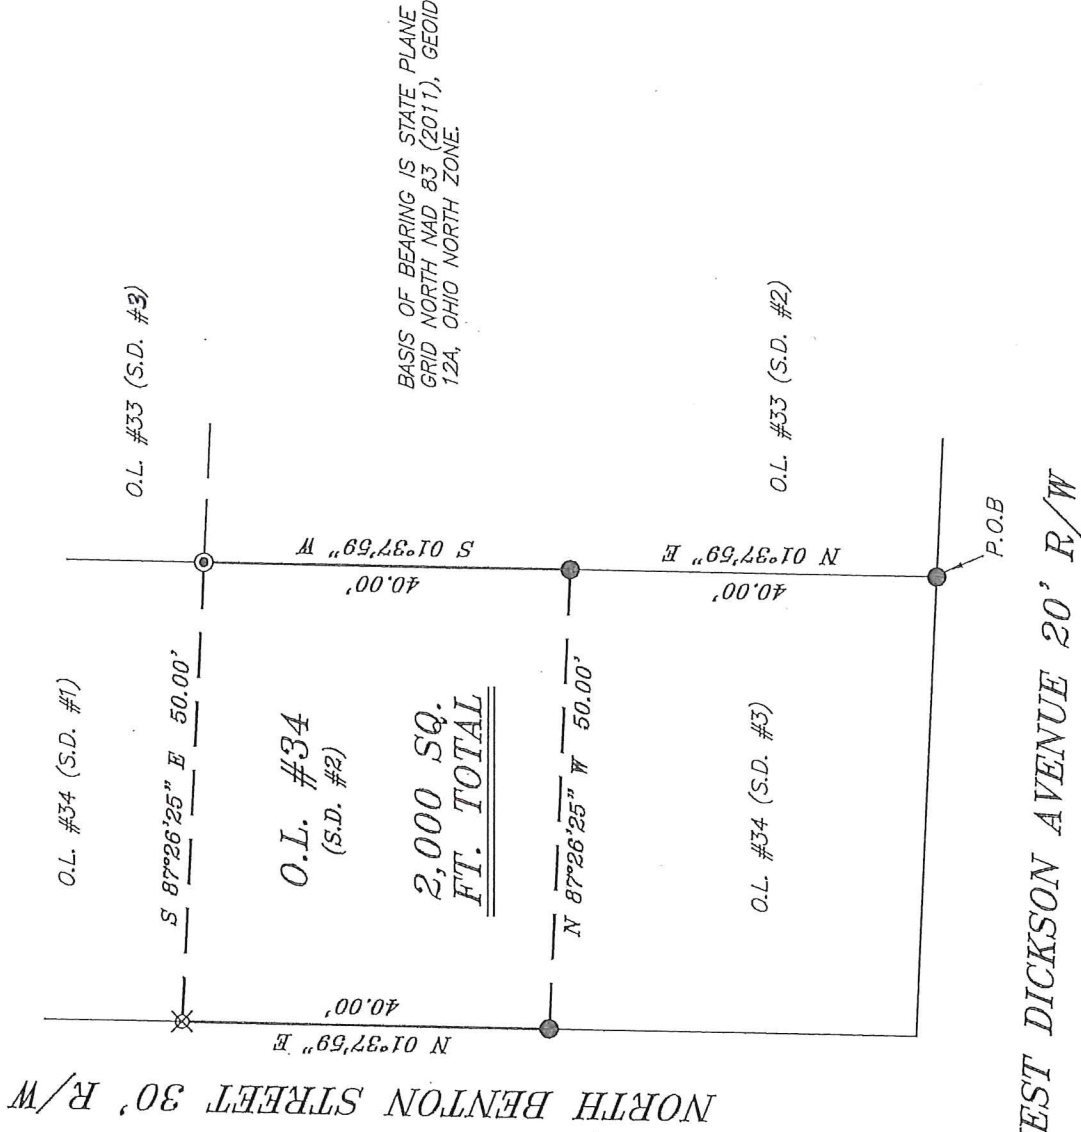 BASIS OF BEARING IS STATE PLANE
GRID NORTH NAD 83 (2011), GEOID
12A, OHIO NORTH ZONE.
O.L. #33 (S.D. #3)
O.L. #34 (S.D. #1)
S 87°26'25" E 50.00'
S 01°37'59" W
40.00'
O.L. #34
(S.D. #2)
2,000 SQ.
FT. TOTAL
40.00'
N 01°37'59" E
N 87°26'25" W 50.00'
O.L. #33 (S.D. #2)
N 01°37'59" E
40.00'
O.L. #34 (S.D. #3)
P.O.B
NORTH BENTON STREET 30' R/W
EST DICKSON AVENUE 20' R/W